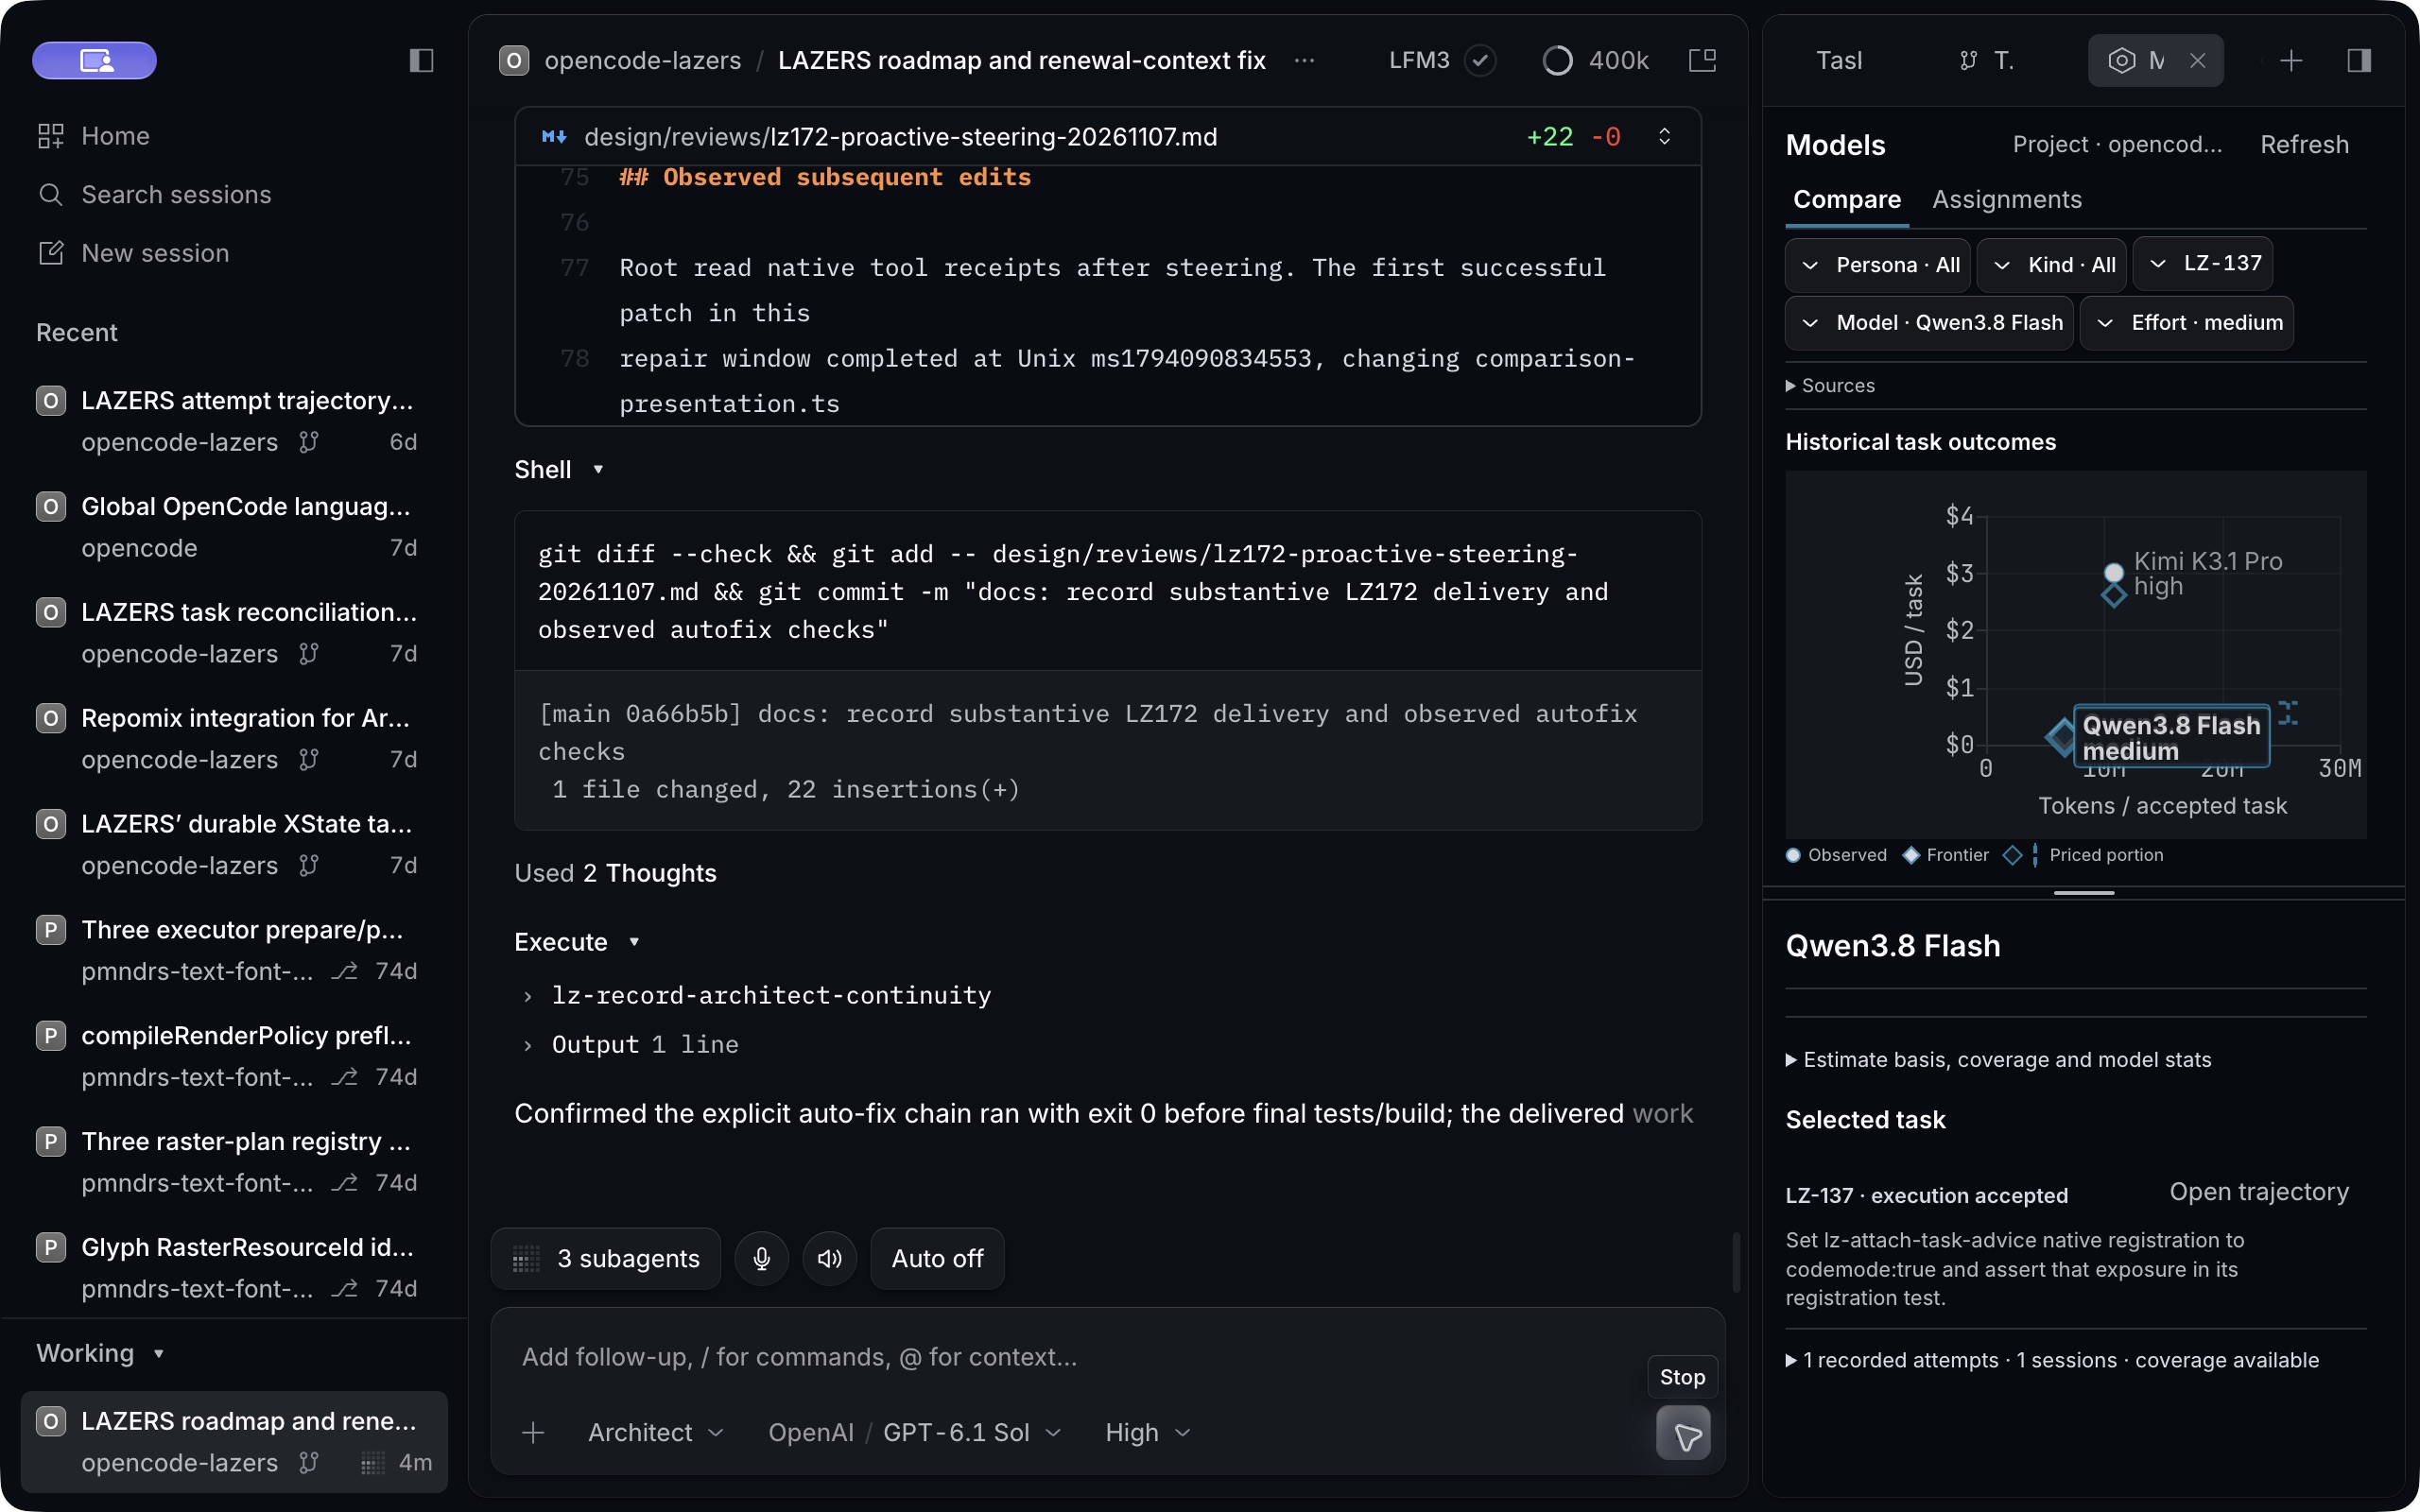 Home
Search sessions
New session
Recent
O LAZERS attempt trajectory...
opencode-lazers 6d
O Global OpenCode languag...
opencode 7d
O LAZERS task reconciliation...
opencode-lazers 7d
O Repomix integration for Ar...
opencode-lazers 7d
O LAZERS’ durable XState ta...
opencode-lazers 7d
P Three executor prepare/p...
pmndrs-text-font-... 74d
P compileRenderPolicy prefl...
pmndrs-text-font-... 74d
P Three raster-plan registry ...
pmndrs-text-font-... 74d
P Glyph RasterResourceId id...
pmndrs-text-font-... 74d
Working
O LAZERS roadmap and rene...
opencode-lazers 4m
O opencode-lazers / LAZERS roadmap and renewal-context fix ... LFM3 400k
design/reviews/lz172-proactive-steering-20261107.md +22 -0
75 ## Observed subsequent edits
76
77 Root read native tool receipts after steering. The first successful
patch in this
78 repair window completed at Unix ms1794090834553, changing comparison-
presentation.ts
Shell
git diff --check && git add -- design/reviews/lz172-proactive-steering-
20261107.md && git commit -m "docs: record substantive LZ172 delivery and
observed autofix checks"
[main 0a66b5b] docs: record substantive LZ172 delivery and observed autofix
checks
1 file changed, 22 insertions(+)
Used 2 Thoughts
Execute
lz-record-architect-continuity
Output 1 line
Confirmed the explicit auto-fix chain ran with exit 0 before final tests/build; the delivered work
3 subagents
Auto off
Add follow-up, / for commands, @ for context...
Stop
Architect
OpenAI / GPT-6.1 Sol
High
Tasl
T.
M
Models
Project · opencod...
Refresh
Compare
Assignments
Persona · All
Kind · All
LZ-137
Model · Qwen3.8 Flash
Effort · medium
Sources
Historical task outcomes
USD / task
$4
$3
$2
$1
$0
Kimi K3.1 Pro
high
Qwen3.8 Flash
medium
0 10M 20M 30M
Tokens / accepted task
Observed
Frontier
Priced portion
Qwen3.8 Flash
Estimate basis, coverage and model stats
Selected task
LZ-137 · execution accepted
Open trajectory
Set lz-attach-task-advice native registration to
codemode:true and assert that exposure in its
registration test.
1 recorded attempts · 1 sessions · coverage available